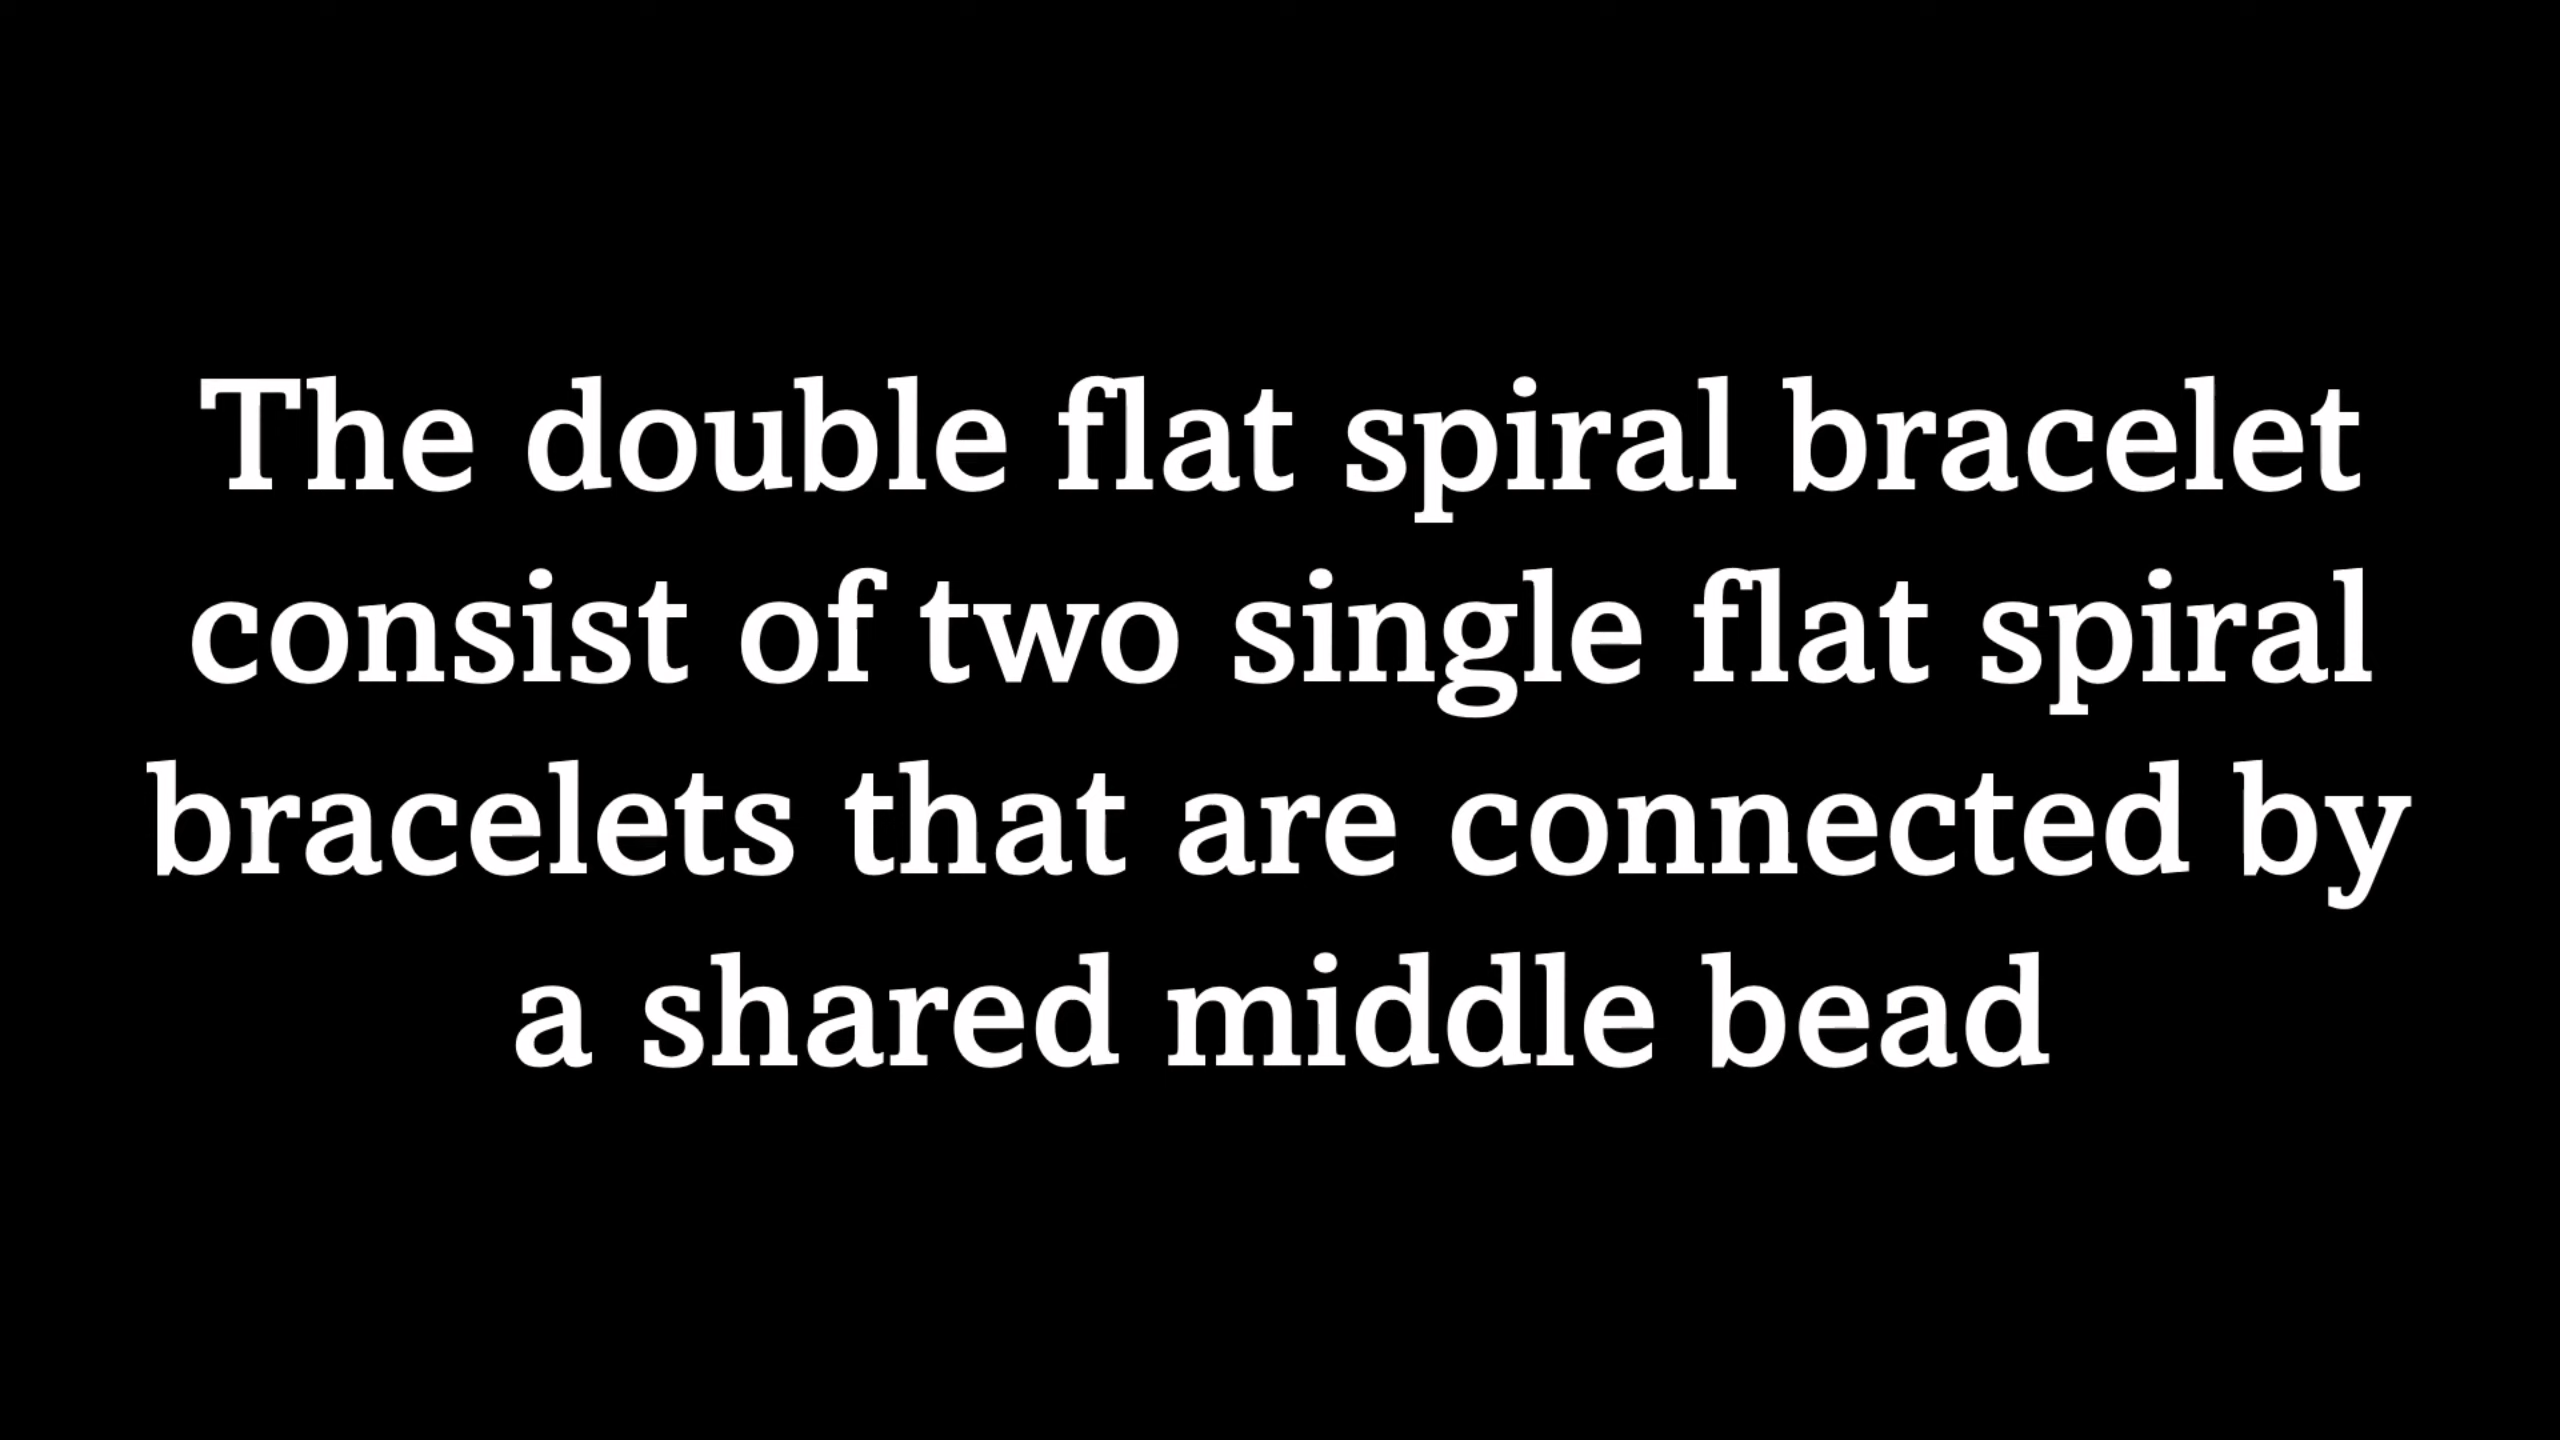 The double flat spiral bracelet
consist of two single flat spiral
bracelets that are connected by
a shared middle bead